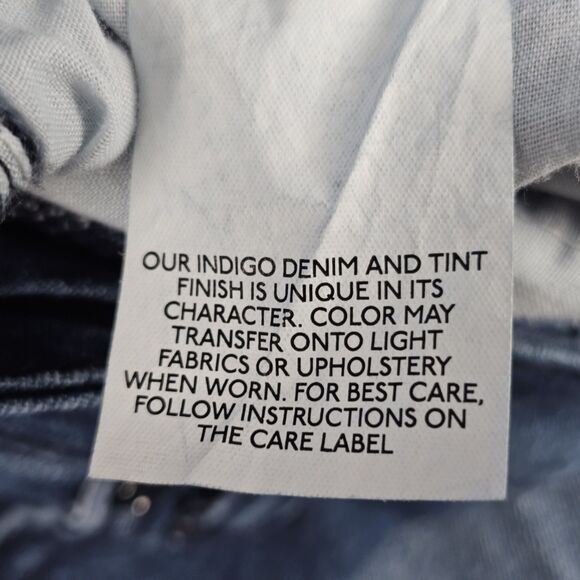 OUR INDIGO DENIM AND TINT
FINISH IS UNIQUE IN ITS
CHARACTER. COLOR MAY
TRANSFER ONTO LIGHT
FABRICS OR UPHOLSTERY
WHEN WORN. FOR BEST CARE,
FOLLOW INSTRUCTIONS ON
THE CARE LABEL